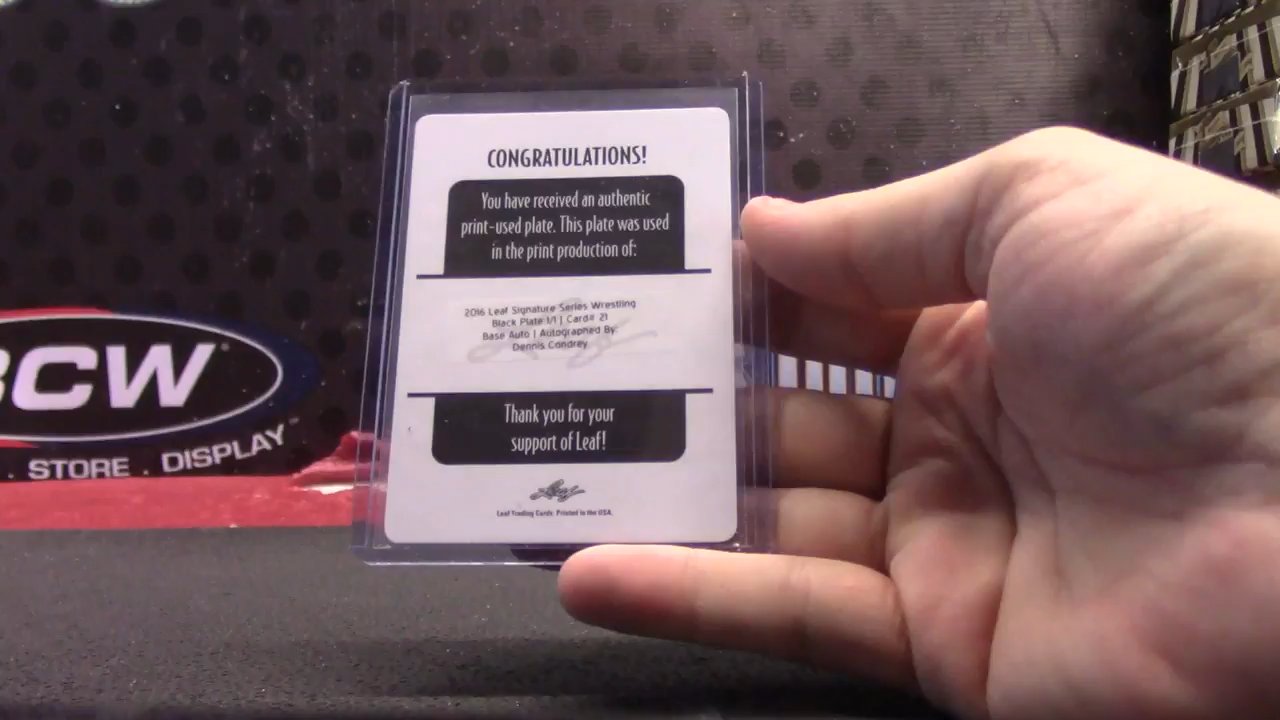 CONGRATULATIONS!
You have received an authentic
print-used plate. This plate was used
in the print production of:
2016 Leaf Signature Series Wrestling
Black Plate 1/1 | Card# 21
Base Auto | Autographed By:
Dennis Condrey
Thank you for your
support of Leaf!
Leaf
Leaf Trading Cards. Printed in the USA.
BCW
. STORE . DISPLAY